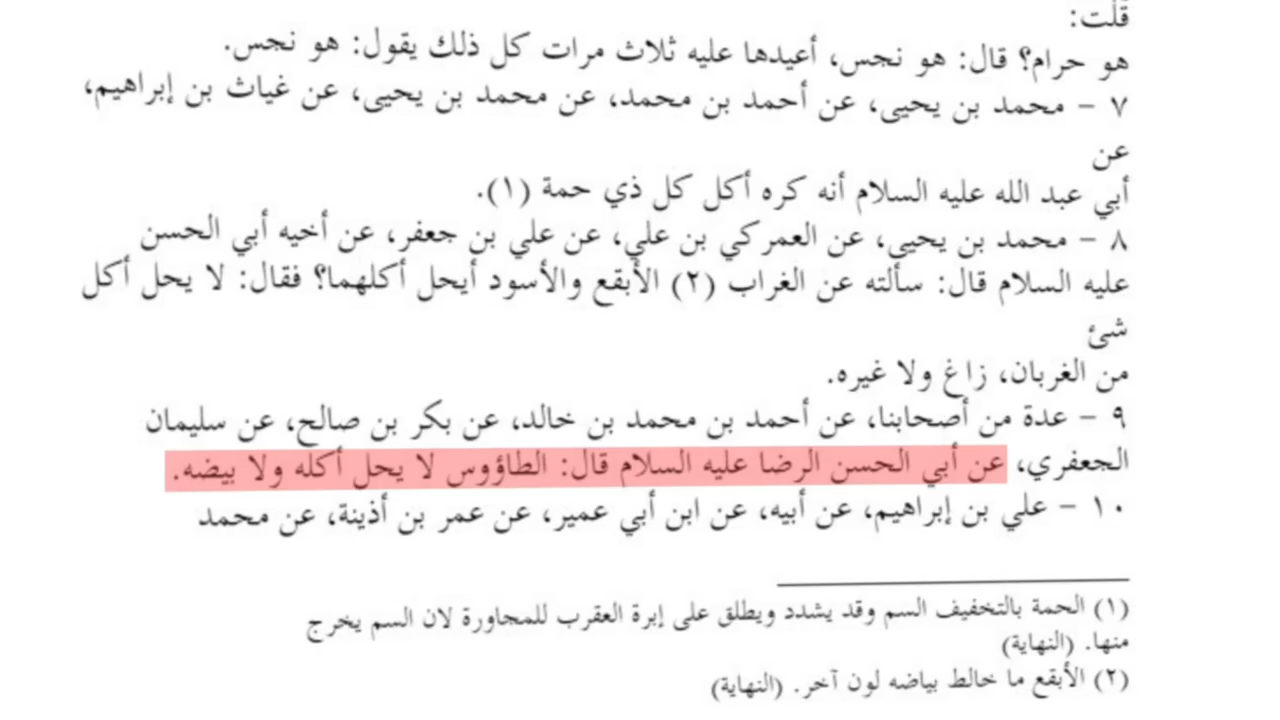 قلت:
هو حرام؟ قال: هو نجس، أعيدها عليه ثلاث مرات كل ذلك يقول: هو نجس.
٧ - محمد بن يحيى، عن أحمد بن محمد، عن محمد بن يحيى، عن غياث بن إبراهيم،
عن
أبي عبد الله عليه السلام أنه كره أكل كل ذي حمة (١).
٨ - محمد بن يحيى، عن العمركي بن علي، عن علي بن جعفر، عن أخيه أبي الحسن
عليه السلام قال: سألته عن الغراب (٢) الأبقع والأسود أيحل أكلهما؟ فقال: لا يحل أكل
شئ
من الغربان، زاغ ولا غيره.
٩ - عدة من أصحابنا، عن أحمد بن محمد بن خالد، عن بكر بن صالح، عن سليمان
الجعفري، عن أبي الحسن الرضا عليه السلام قال: الطاؤوس لا يحل أكله ولا بيضه.
١٠ - علي بن إبراهيم، عن أبيه، عن ابن أبي عمير، عن عمر بن أذينة، عن محمد
(١) الحمة بالتخفيف السم وقد يشدد ويطلق على إبرة العقرب للمجاورة لان السم يخرج
منها. (النهاية)
(٢) الأبقع ما خالط بياضه لون آخر. (النهاية)